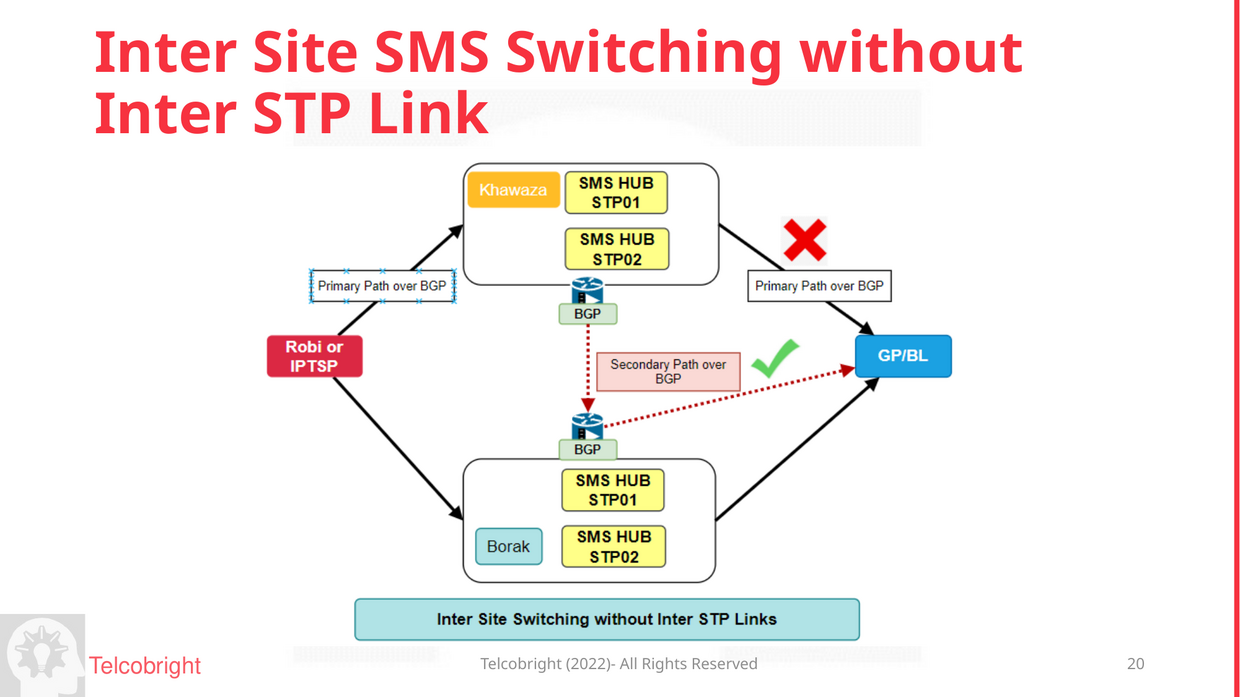 Inter Site SMS Switching without
Inter STP Link
Khawaza
SMS HUB
STP01
SMS HUB
STP02
BGP
Primary Path over BGP
Primary Path over BGP
Robi or
IPTSP
Secondary Path over
BGP
GP/BL
BGP
SMS HUB
STP01
Borak
SMS HUB
STP02
Inter Site Switching without Inter STP Links
Telcobright
Telcobright (2022)- All Rights Reserved
20